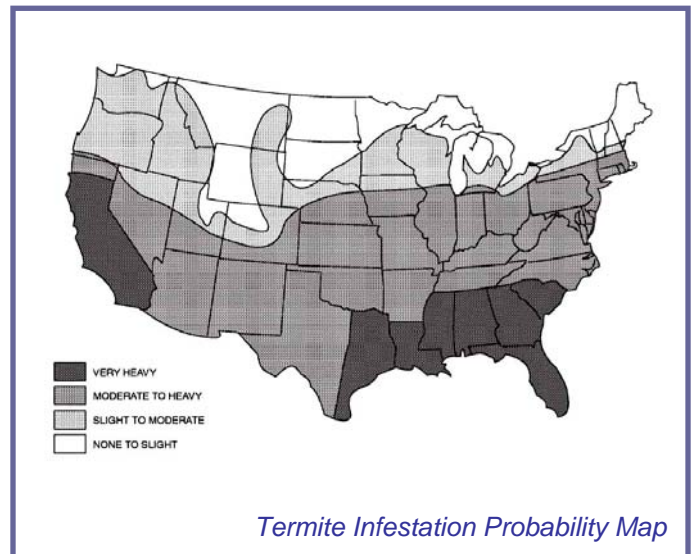 VERY HEAVY
MODERATE TO HEAVY
SLIGHT TO MODERATE
NONE TO SLIGHT
Termite Infestation Probability Map